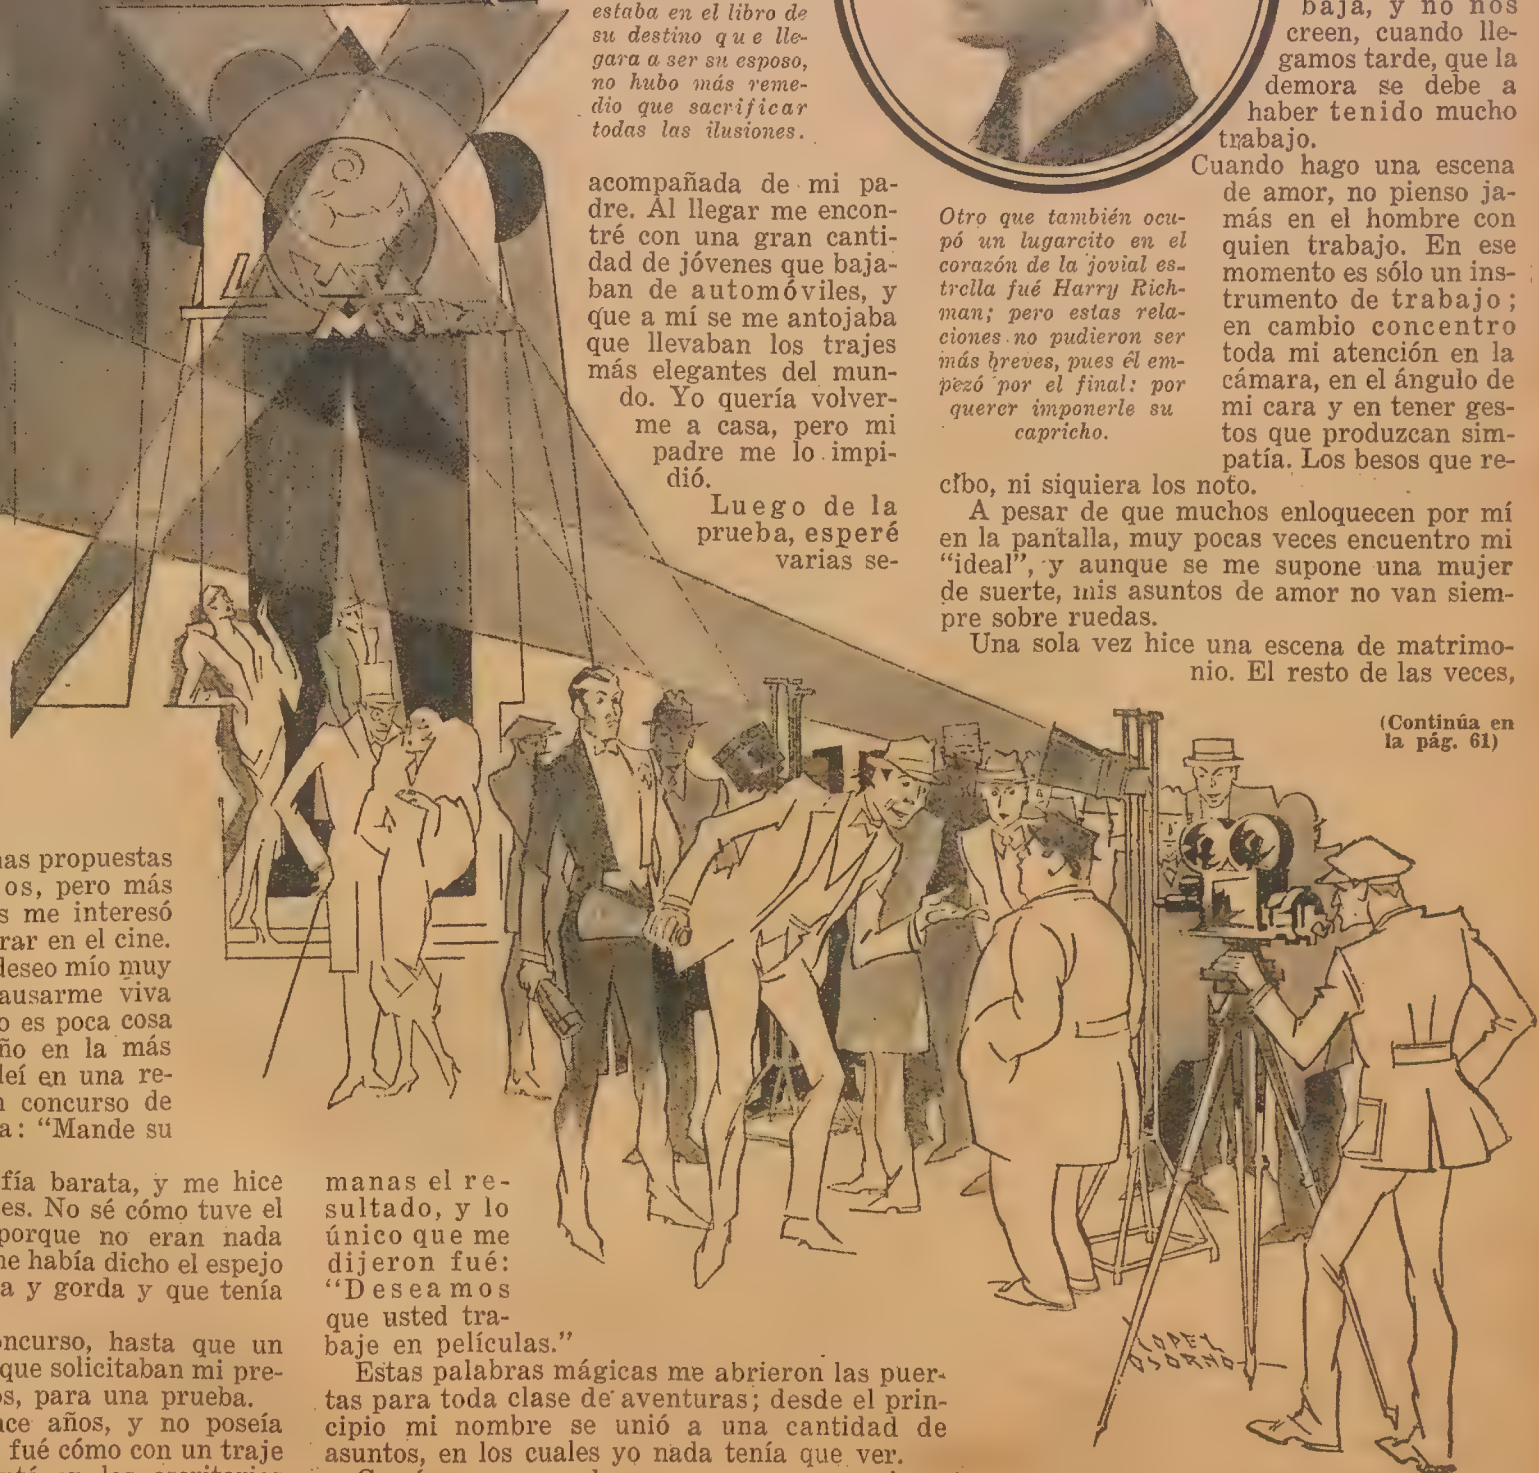 estaba en el libro de
su destino que lle-
gara a ser su esposo,
no hubo más reme-
dio que sacrificar
todas las ilusiones.
nas propuestas
os, pero más
s me interesó
rar en el cine.
deseo mío muy
ausarme viva
o es poca cosa
ño en la más
leí en una re-
n concurso de
a: “Mande su
fía barata, y me hice
es. No sé cómo tuve el
porque no eran nada
me había dicho el espejo
a y gorda y que tenía
oncurso, hasta que un
que solicitaban mi pre-
os, para una prueba.
nce años, y no poseía
fué cómo con un traje
acompañada de mi pa-
dre. Al llegar me encon-
tré con una gran canti-
dad de jóvenes que baja-
ban de automóviles, y
que a mí se me antojaba
que llevaban los trajes
más elegantes del mun-
do. Yo quería volver-
me a casa, pero mi
padre me lo impi-
dió.
Luego de la
prueba, esperé
varias se-
manas el re-
sultado, y lo
único que me
dijeron fué:
“Deseamos
que usted tra-
baje en películas.”
Estas palabras mágicas me abrieron las puer-
tas para toda clase de aventuras; desde el prin-
cipio mi nombre se unió a una cantidad de
asuntos, en los cuales yo nada tenía que ver.
Otro que también ocu-
pó un lugarcito en el
corazón de la jovial es-
trella fué Harry Rich-
man; pero estas rela-
ciones no pudieron ser
más breves, pues él em-
pezó por el final: por
querer imponerle su
capricho.
baja, y no nos
creen, cuando lle-
gamos tarde, que la
demora se debe a
haber tenido mucho
trabajo.
Cuando hago una escena
de amor, no pienso ja-
más en el hombre con
quien trabajo. En ese
momento es sólo un ins-
trumento de trabajo;
en cambio concentro
toda mi atención en la
cámara, en el ángulo de
mi cara y en tener ges-
tos que produzcan sim-
patía. Los besos que re-
cibo, ni siquiera los noto.
A pesar de que muchos enloquecen por mí
en la pantalla, muy pocas veces encuentro mi
“ideal”, y aunque se me supone una mujer
de suerte, mis asuntos de amor no van siem-
pre sobre ruedas.
Una sola vez hice una escena de matrimo-
nio. El resto de las veces,
(Continúa en
la pág. 61)
LOPEZ
OSORNO